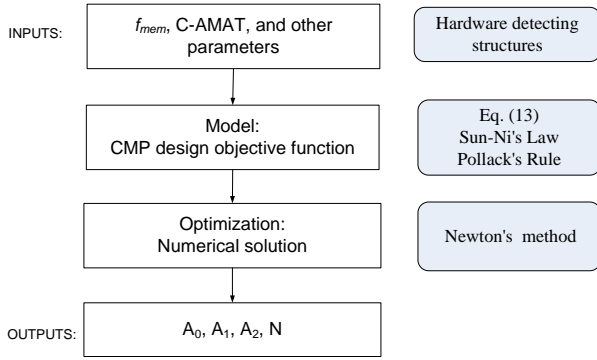 INPUTS:
f_mem, C-AMAT, and other
parameters
Hardware detecting
structures
Model:
CMP design objective function
Eq. (13)
Sun-Ni's Law
Pollack's Rule
Optimization:
Numerical solution
Newton's method
OUTPUTS:
A₀, A₁, A₂, N